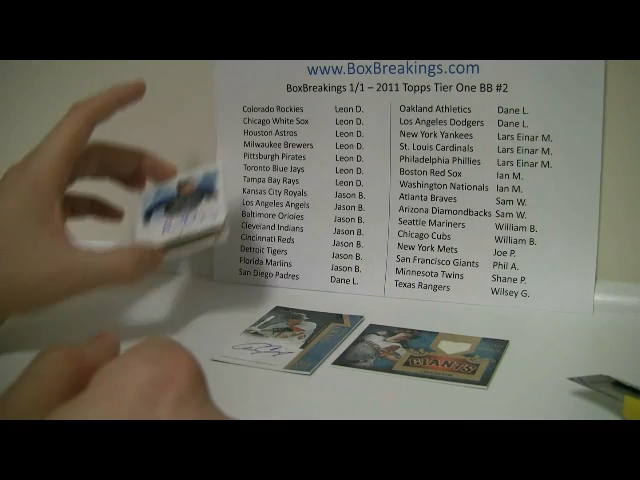 www.BoxBreakings.com
BoxBreakings 1/1 – 2011 Topps Tier One BB #2
Colorado Rockies Leon D.
Chicago White Sox Leon D.
Houston Astros Leon D.
Milwaukee Brewers Leon D.
Pittsburgh Pirates Leon D.
Toronto Blue Jays Leon D.
Tampa Bay Rays Leon D.
Kansas City Royals Jason B.
Los Angeles Angels Jason B.
Baltimore Orioles Jason B.
Cleveland Indians Jason B.
Cincinnati Reds Jason B.
Detroit Tigers Jason B.
Florida Marlins Jason B.
San Diego Padres Dane L.
Oakland Athletics Dane L.
Los Angeles Dodgers Dane L.
New York Yankees Lars Einar M.
St. Louis Cardinals Lars Einar M.
Philadelphia Phillies Lars Einar M.
Boston Red Sox Ian M.
Washington Nationals Ian M.
Atlanta Braves Sam W.
Arizona Diamondbacks Sam W.
Seattle Mariners William B.
Chicago Cubs William B.
New York Mets Joe P.
San Francisco Giants Phil A.
Minnesota Twins Shane P.
Texas Rangers Wilsey G.
GIANTS